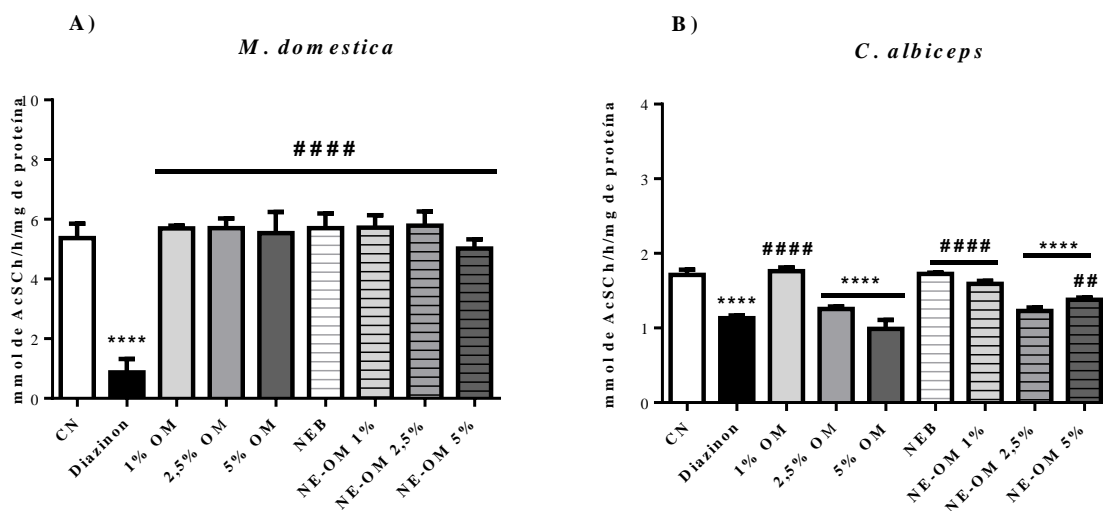 A)
M. domestica
mmol de AcSCh/h/mg de proteína
10
8
6
4
2
0
####
****
CN
Diazinon
1% OM
2,5% OM
5% OM
NEB
NE-OM 1%
NE-OM 2,5%
NE-OM 5%
B)
C. albiceps
mmol de AcSCh/h/mg de proteína
4
3
2
1
0
****
####
****
####
****
##
CN
Diazinon
1% OM
2,5% OM
5% OM
NEB
NE-OM 1%
NE-OM 2,5%
NE-OM 5%